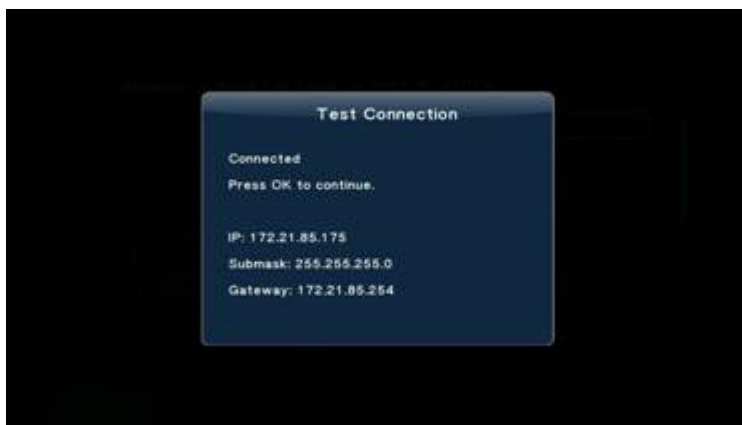 Test Connection
Connected
Press OK to continue.
IP: 172.21.85.175
Submask: 255.255.255.0
Gateway: 172.21.85.254